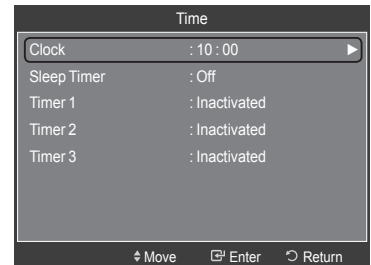 Time
Clock : 10 : 00
Sleep Timer : Off
Timer 1 : Inactivated
Timer 2 : Inactivated
Timer 3 : Inactivated
Move Enter Return